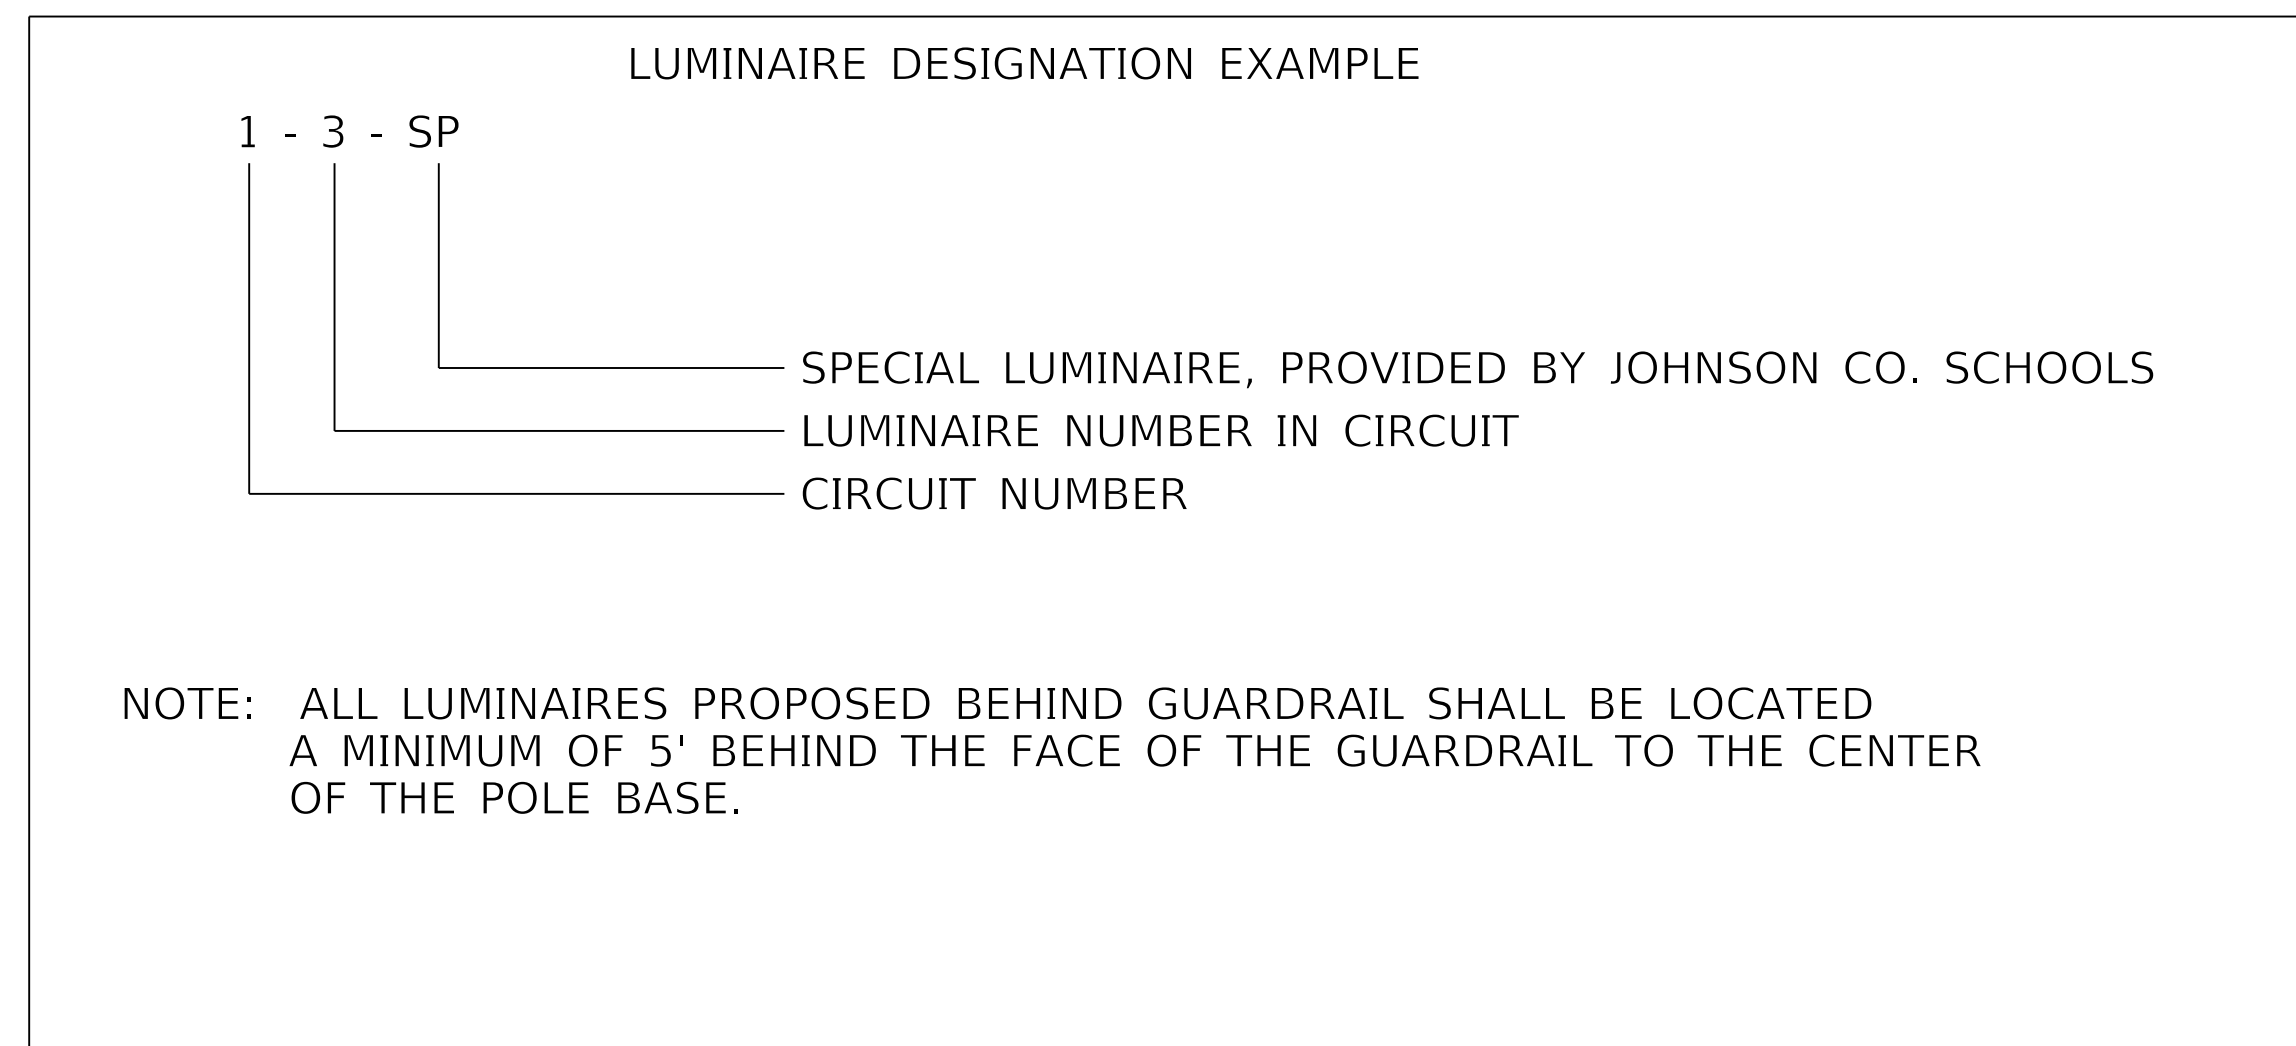 LUMINAIRE DESIGNATION EXAMPLE
1 - 3 - SP
SPECIAL LUMINAIRE, PROVIDED BY JOHNSON CO. SCHOOLS
LUMINAIRE NUMBER IN CIRCUIT
CIRCUIT NUMBER
NOTE: ALL LUMINAIRES PROPOSED BEHIND GUARDRAIL SHALL BE LOCATED
A MINIMUM OF 5' BEHIND THE FACE OF THE GUARDRAIL TO THE CENTER
OF THE POLE BASE.